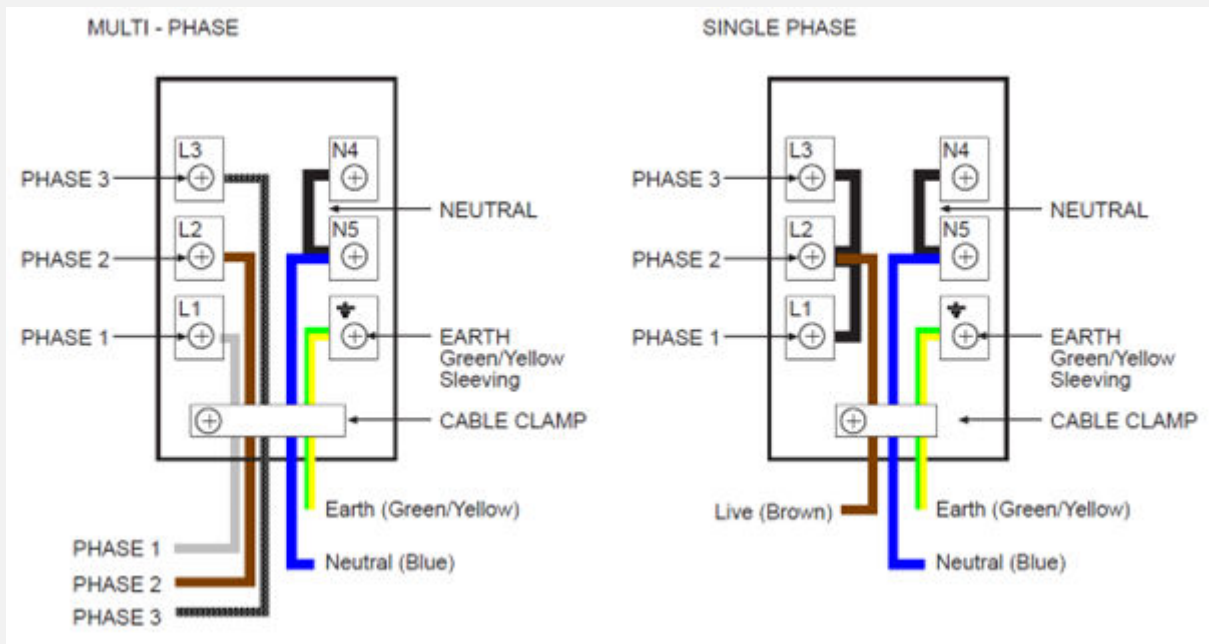 MULTI - PHASE
L3
N4
PHASE 3
NEUTRAL
L2
N5
PHASE 2
L1
PHASE 1
EARTH
Green/Yellow
Sleeving
CABLE CLAMP
Earth (Green/Yellow)
PHASE 1
Neutral (Blue)
PHASE 2
PHASE 3
SINGLE PHASE
L3
N4
PHASE 3
NEUTRAL
L2
N5
PHASE 2
L1
PHASE 1
EARTH
Green/Yellow
Sleeving
CABLE CLAMP
Live (Brown)
Earth (Green/Yellow)
Neutral (Blue)